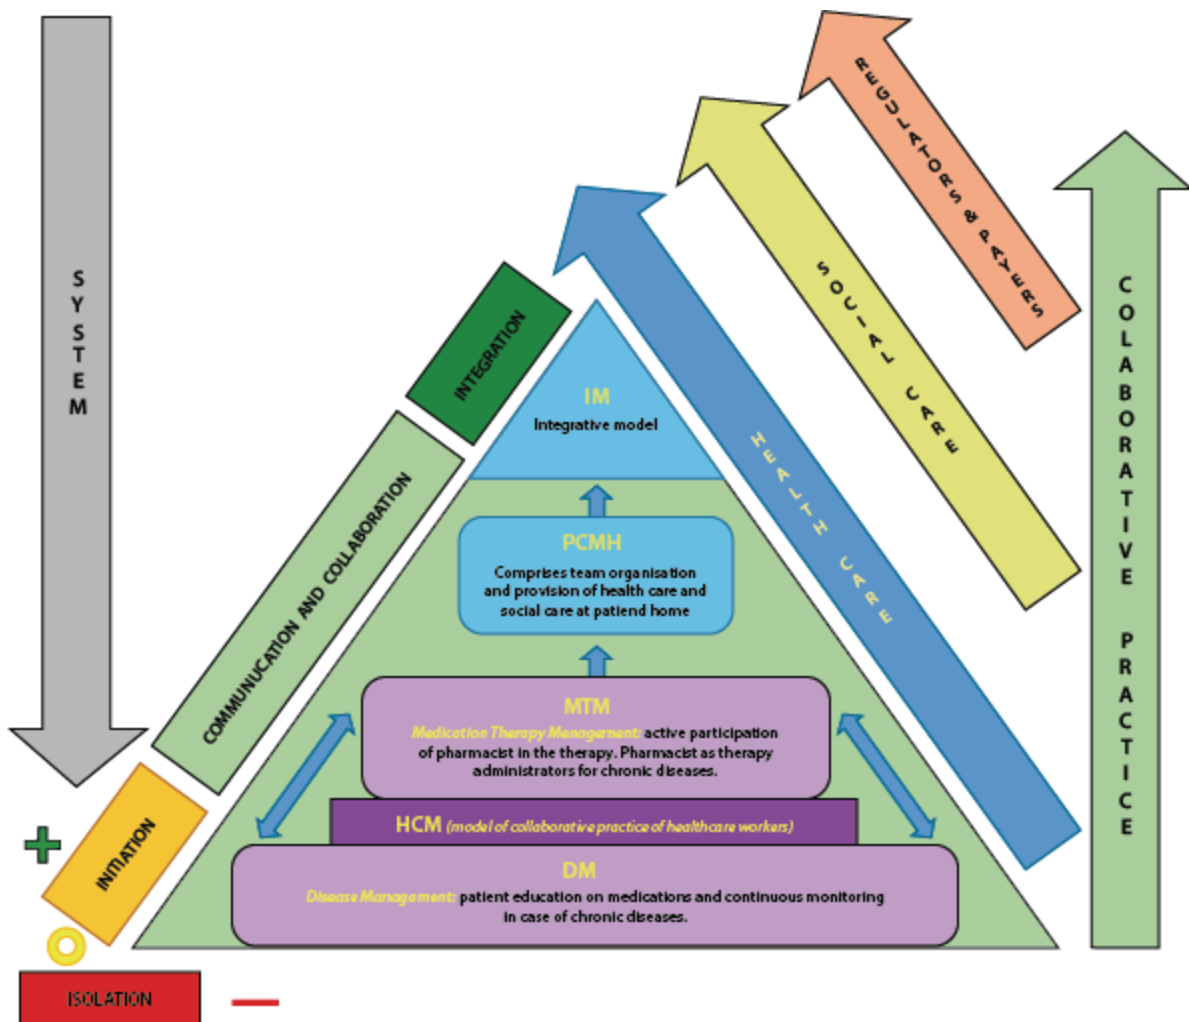 SYSTEM
REGULATORS & PAYERS
SOCIAL CARE
HEALTH CARE
COLABORATIVE PRACTICE
INTEGRATION
COMMUNUCATION AND COLLABORATION
INITIATION
ISOLATION
IM
Integrative model
PCMH
Comprises team organisation
and provision of health care and
social care at patiend home
MTM
Medication Therapy Menagement: active participation
of pharmacist in the therapy. Pharmacist as therapy
administrators for chronic diseases.
HCM (model of collaborative practice of healthcare workers)
DM
Disease Management: patient education on medications and continuous monitoring
in case of chronic diseases.